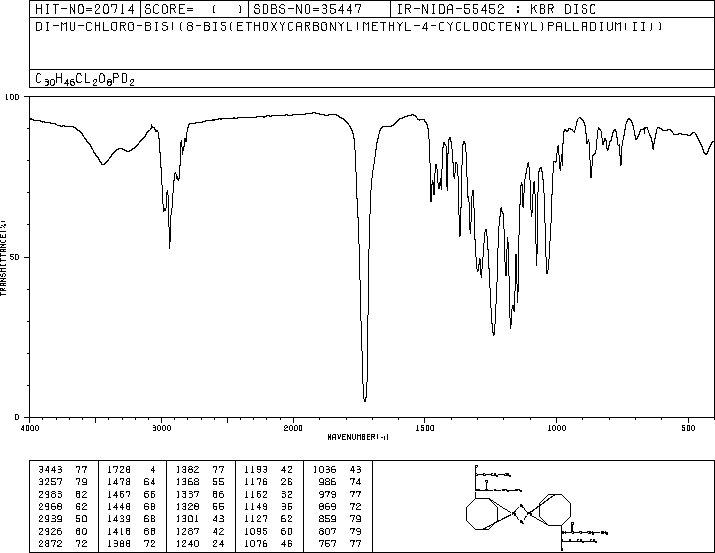 HIT-NO=20714 SCORE= ( ) SDBS-NO=35447 IR-NIDA-55452 : KBR DISC
DI-MU-CHLORO-BIS((8-BIS(ETHOXYCARBONYL)METHYL-4-CYCLOOCTENYL)PALLADIUM(II))
C30H46CL2O8PD2
100
50
0
TRANSMITTANCE(%)
4000 3000 2000 1500 1000 500
WAVENUMBER(-1)
3443 77 1728 4 1382 77 1193 42 1036 43
3257 79 1478 64 1368 55 1176 26 986 74
2983 62 1467 66 1337 66 1162 32 979 77
2968 62 1448 68 1328 55 1149 35 869 72
2939 50 1439 68 1301 43 1127 62 859 79
2926 60 1418 68 1287 42 1095 60 807 79
2872 72 1388 72 1240 24 1076 46 757 77